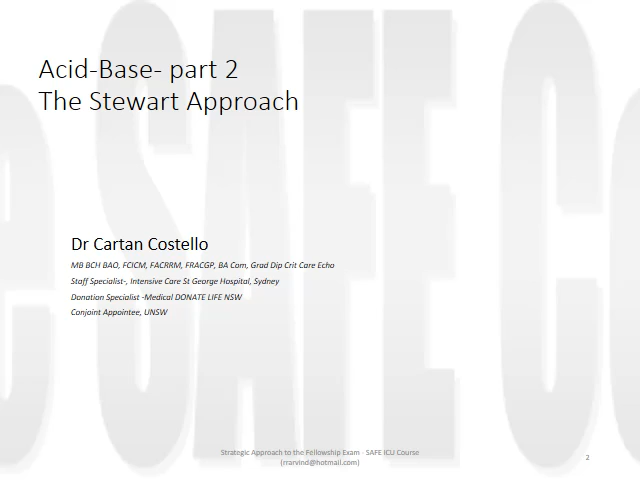 Acid-Base- part 2
The Stewart Approach
Dr Cartan Costello
MB BCH BAO, FCICM, FACRRM, FRACGP, BA Com, Grad Dip Crit Care Echo
Staff Specialist-, Intensive Care St George Hospital, Sydney
Donation Specialist -Medical DONATE LIFE NSW
Conjoint Appointee, UNSW
Strategic Approach to the Fellowship Exam - SAFE ICU Course
(rrarvind@hotmail.com)
2
e SAFE Co